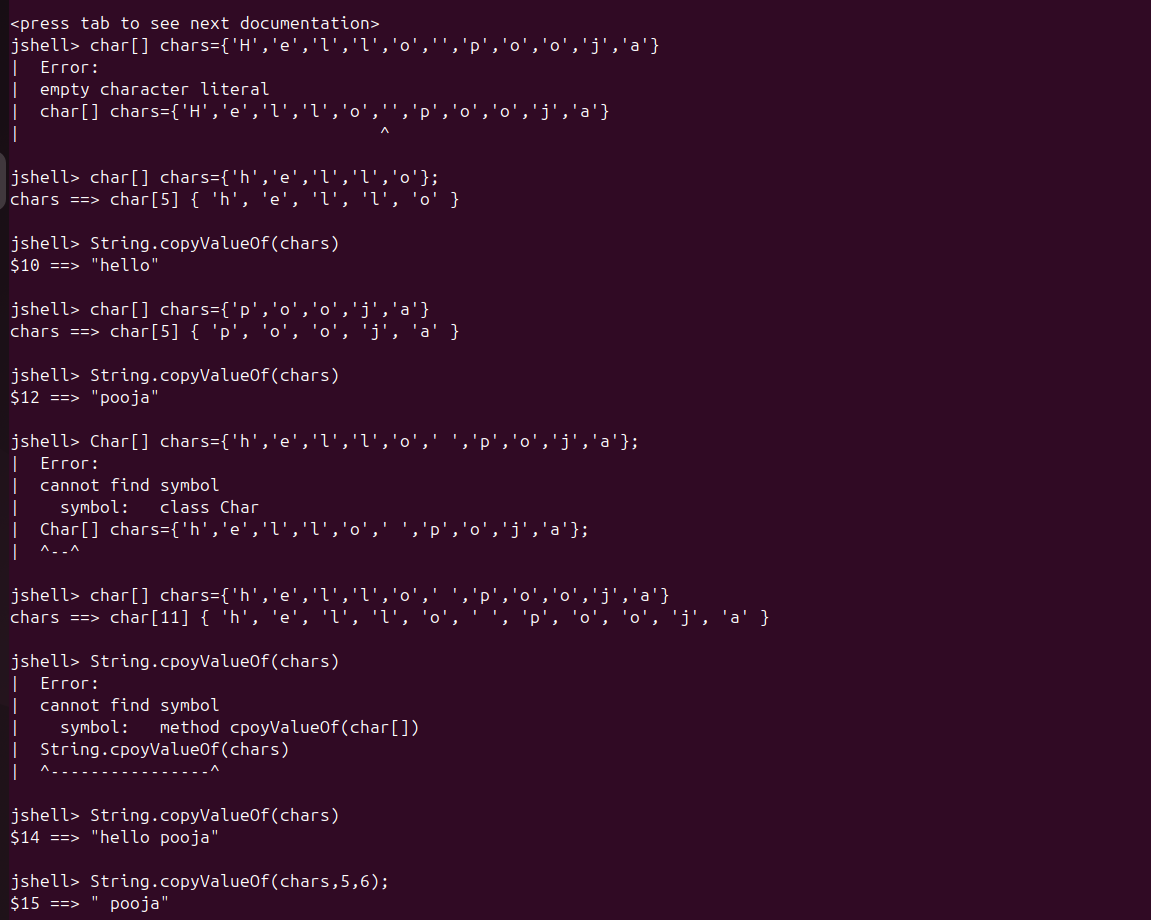 <press tab to see next documentation>
jshell> char[] chars={'H','e','l','l','o','','p','o','o','j','a'}
|  Error:
|  empty character literal
|  char[] chars={'H','e','l','l','o','','p','o','o','j','a'}
|                                   ^
jshell> char[] chars={'h','e','l','l','o'};
chars ==> char[5] { 'h', 'e', 'l', 'l', 'o' }
jshell> String.copyValueOf(chars)
$10 ==> "hello"
jshell> char[] chars={'p','o','o','j','a'}
chars ==> char[5] { 'p', 'o', 'o', 'j', 'a' }
jshell> String.copyValueOf(chars)
$12 ==> "pooja"
jshell> Char[] chars={'h','e','l','l','o',' ','p','o','j','a'};
|  Error:
|  cannot find symbol
|    symbol:   class Char
|  Char[] chars={'h','e','l','l','o',' ','p','o','j','a'};
|  ^--^
jshell> char[] chars={'h','e','l','l','o',' ','p','o','o','j','a'}
chars ==> char[11] { 'h', 'e', 'l', 'l', 'o', ' ', 'p', 'o', 'o', 'j', 'a' }
jshell> String.cpoyValueOf(chars)
|  Error:
|  cannot find symbol
|    symbol:   method cpoyValueOf(char[])
|  String.cpoyValueOf(chars)
|  ^----------------^
jshell> String.copyValueOf(chars)
$14 ==> "hello pooja"
jshell> String.copyValueOf(chars,5,6);
$15 ==> " pooja"